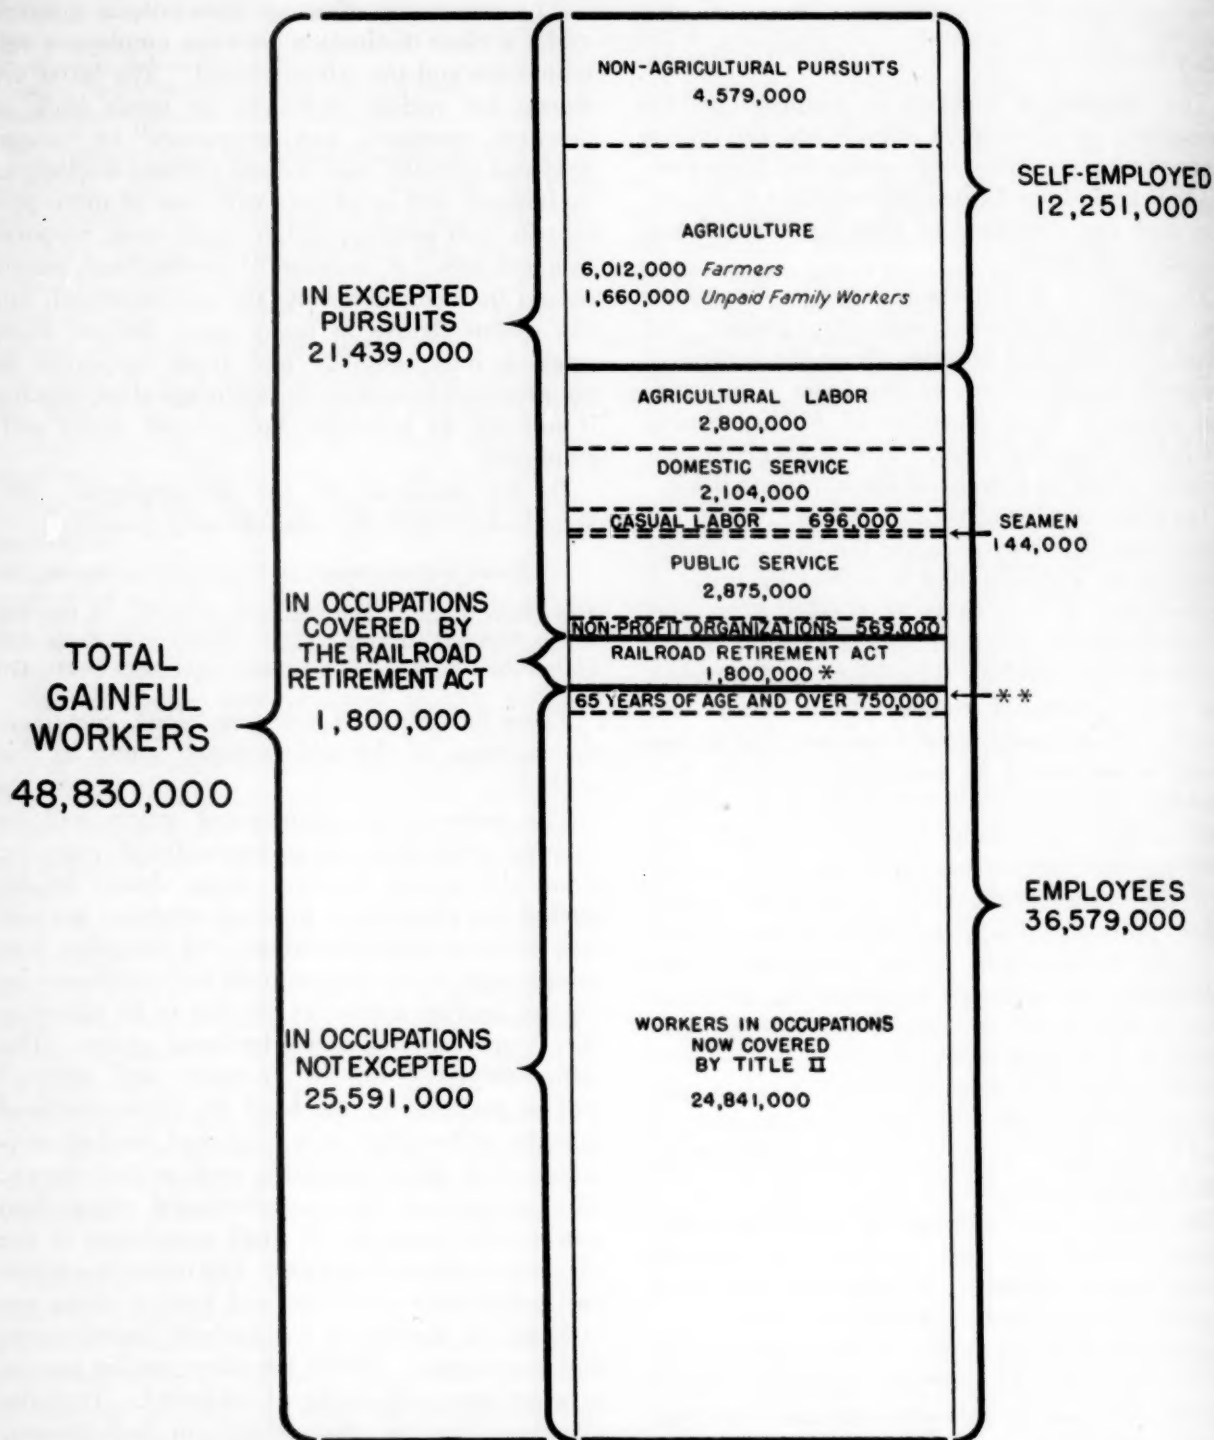 TOTAL
GAINFUL
WORKERS
48,830,000
IN EXCEPTED
PURSUITS
21,439,000
IN OCCUPATIONS
COVERED BY
THE RAILROAD
RETIREMENT ACT
1,800,000
IN OCCUPATIONS
NOT EXCEPTED
25,591,000
NON-AGRICULTURAL PURSUITS
4,579,000
AGRICULTURE
6,012,000 Farmers
1,660,000 Unpaid Family Workers
AGRICULTURAL LABOR
2,800,000
DOMESTIC SERVICE
2,104,000
CASUAL LABOR 696,000
PUBLIC SERVICE
2,875,000
NON-PROFIT ORGANIZATIONS 569,000
RAILROAD RETIREMENT ACT
1,800,000 *
65 YEARS OF AGE AND OVER 750,000
WORKERS IN OCCUPATIONS
NOW COVERED
BY TITLE II
24,841,000
SELF-EMPLOYED
12,251,000
SEAMEN
144,000
**
EMPLOYEES
36,579,000